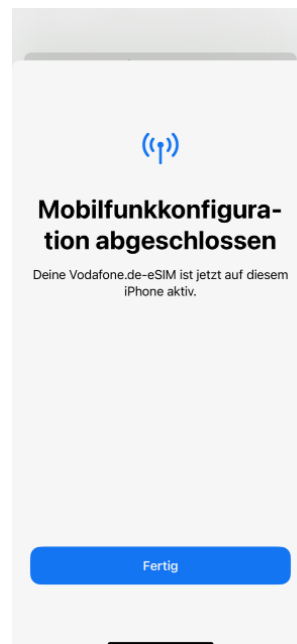 Mobilfunkkonfigura-
tion abgeschlossen
Deine Vodafone.de-eSIM ist jetzt auf diesem
iPhone aktiv.
Fertig